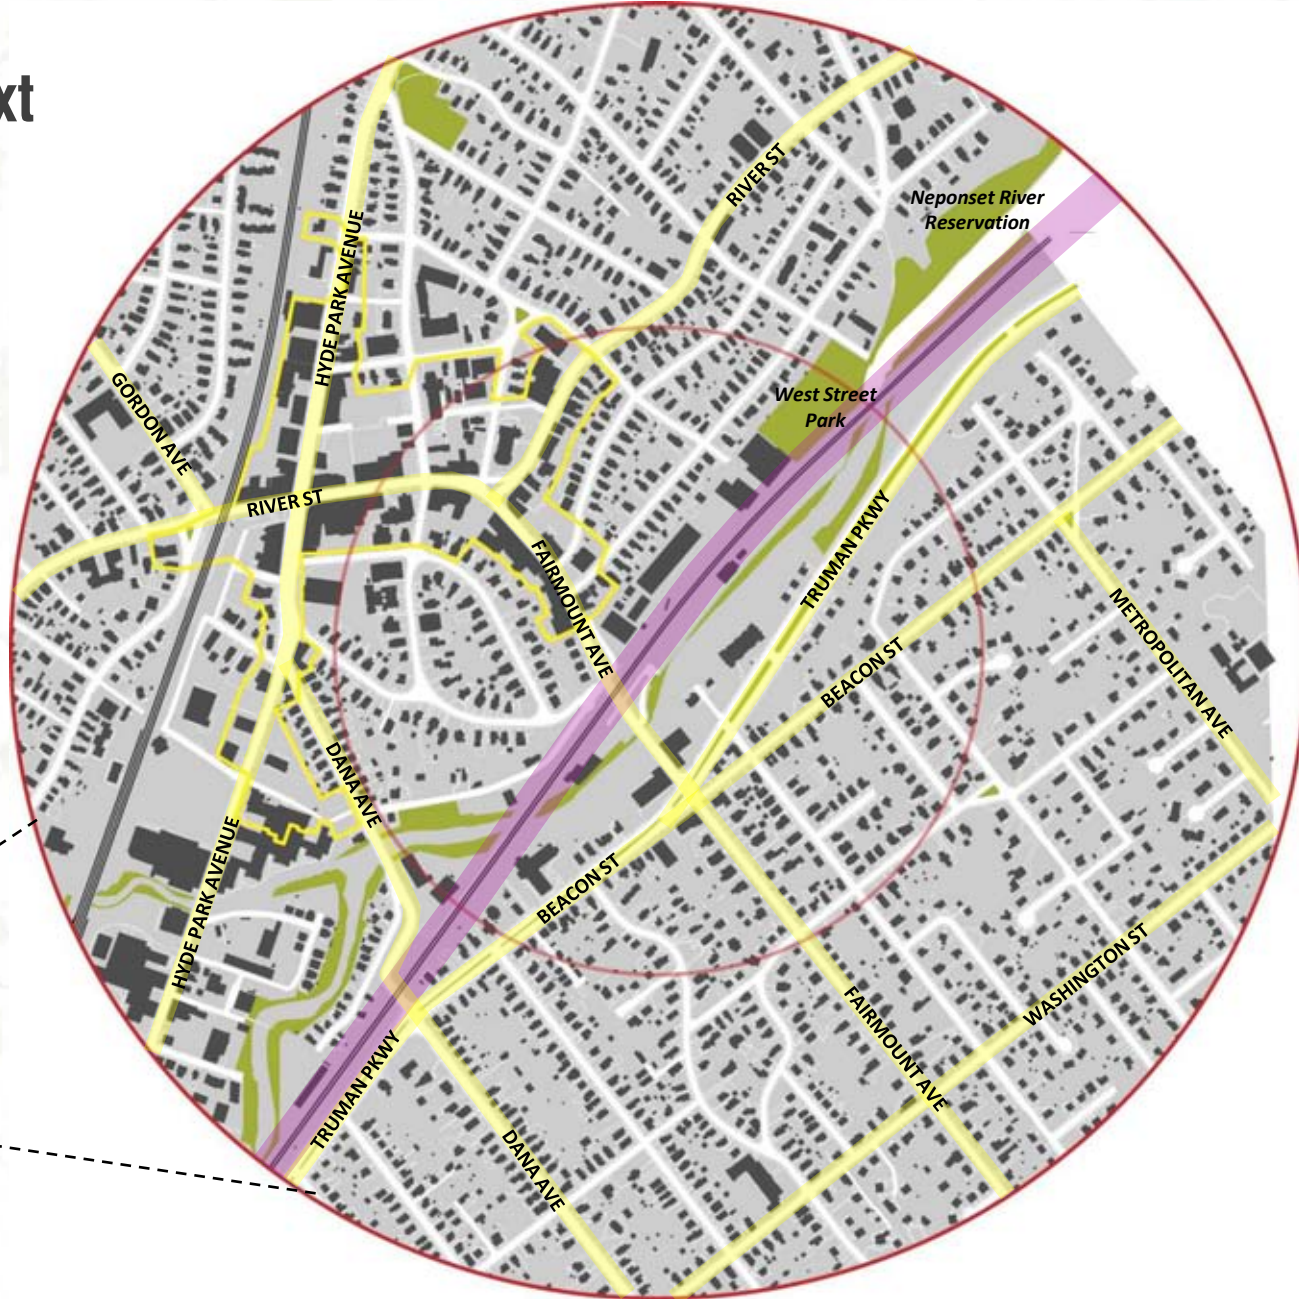 xt
RIVER ST
Neponset River
Reservation
HYDE PARK AVENUE
GORDON AVE
West Street
Park
RIVER ST
FAIRMOUNT AVE
TRUMAN PKWY
METROPOLITAN AVE
BEACON ST
DANA AVE
HYDE PARK AVENUE
BEACON ST
WASHINGTON ST
FAIRMOUNT AVE
TRUMAN PKWY
DANA AVE